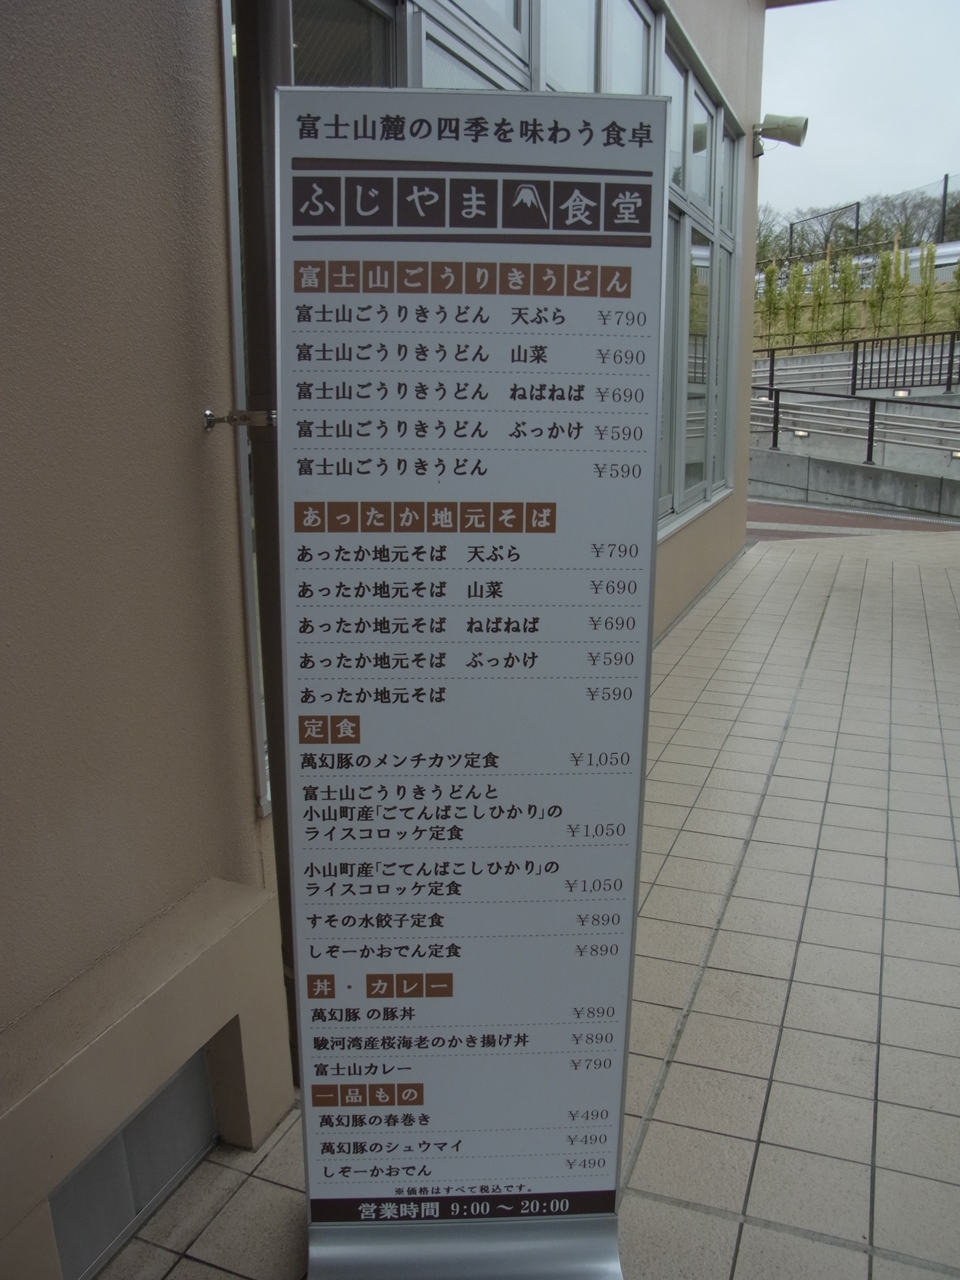 富士山麓の四季を味わう食卓
ふじやま食堂
富士山ごうりきうどん
富士山ごうりきうどん 天ぷら ¥790
富士山ごうりきうどん 山菜 ¥690
富士山ごうりきうどん ねばねば ¥690
富士山ごうりきうどん ぶっかけ ¥590
富士山ごうりきうどん ¥590
あったか地元そば
あったか地元そば 天ぷら ¥790
あったか地元そば 山菜 ¥690
あったか地元そば ねばねば ¥690
あったか地元そば ぶっかけ ¥590
あったか地元そば ¥590
定食
萬幻豚のメンチカツ定食 ¥1,050
富士山ごうりきうどんと
小山町産「ごてんばこしひかり」の
ライスコロッケ定食 ¥1,050
小山町産「ごてんばこしひかり」の
ライスコロッケ定食 ¥1,050
すその水餃子定食 ¥890
しぞーかおでん定食 ¥890
丼・カレー
萬幻豚の豚丼 ¥890
駿河湾産桜海老のかき揚げ丼 ¥890
富士山カレー ¥790
一品もの
萬幻豚の春巻き ¥490
萬幻豚のシュウマイ ¥490
しぞーかおでん ¥490
※価格はすべて税込です。
営業時間 9:00 〜 20:00